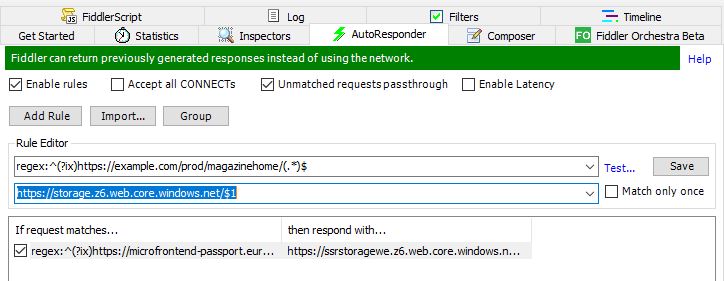 FiddlerScript Log Filters Timeline
Get Started Statistics Inspectors AutoResponder Composer FO Fiddler Orchestra Beta
Fiddler can return previously generated responses instead of using the network. Help
Enable rules Accept all CONNECTs Unmatched requests passthrough Enable Latency
Add Rule Import... Group
Rule Editor
regex:^(?ix)https://example.com/prod/magazinehome/(.*)$ Test... Save
https://storage.z6.web.core.windows.net/$1 Match only once
If request matches... then respond with...
regex:^(?ix)https://microfrontend-passport.eur... https://ssrstoragewe.z6.web.core.windows.n...